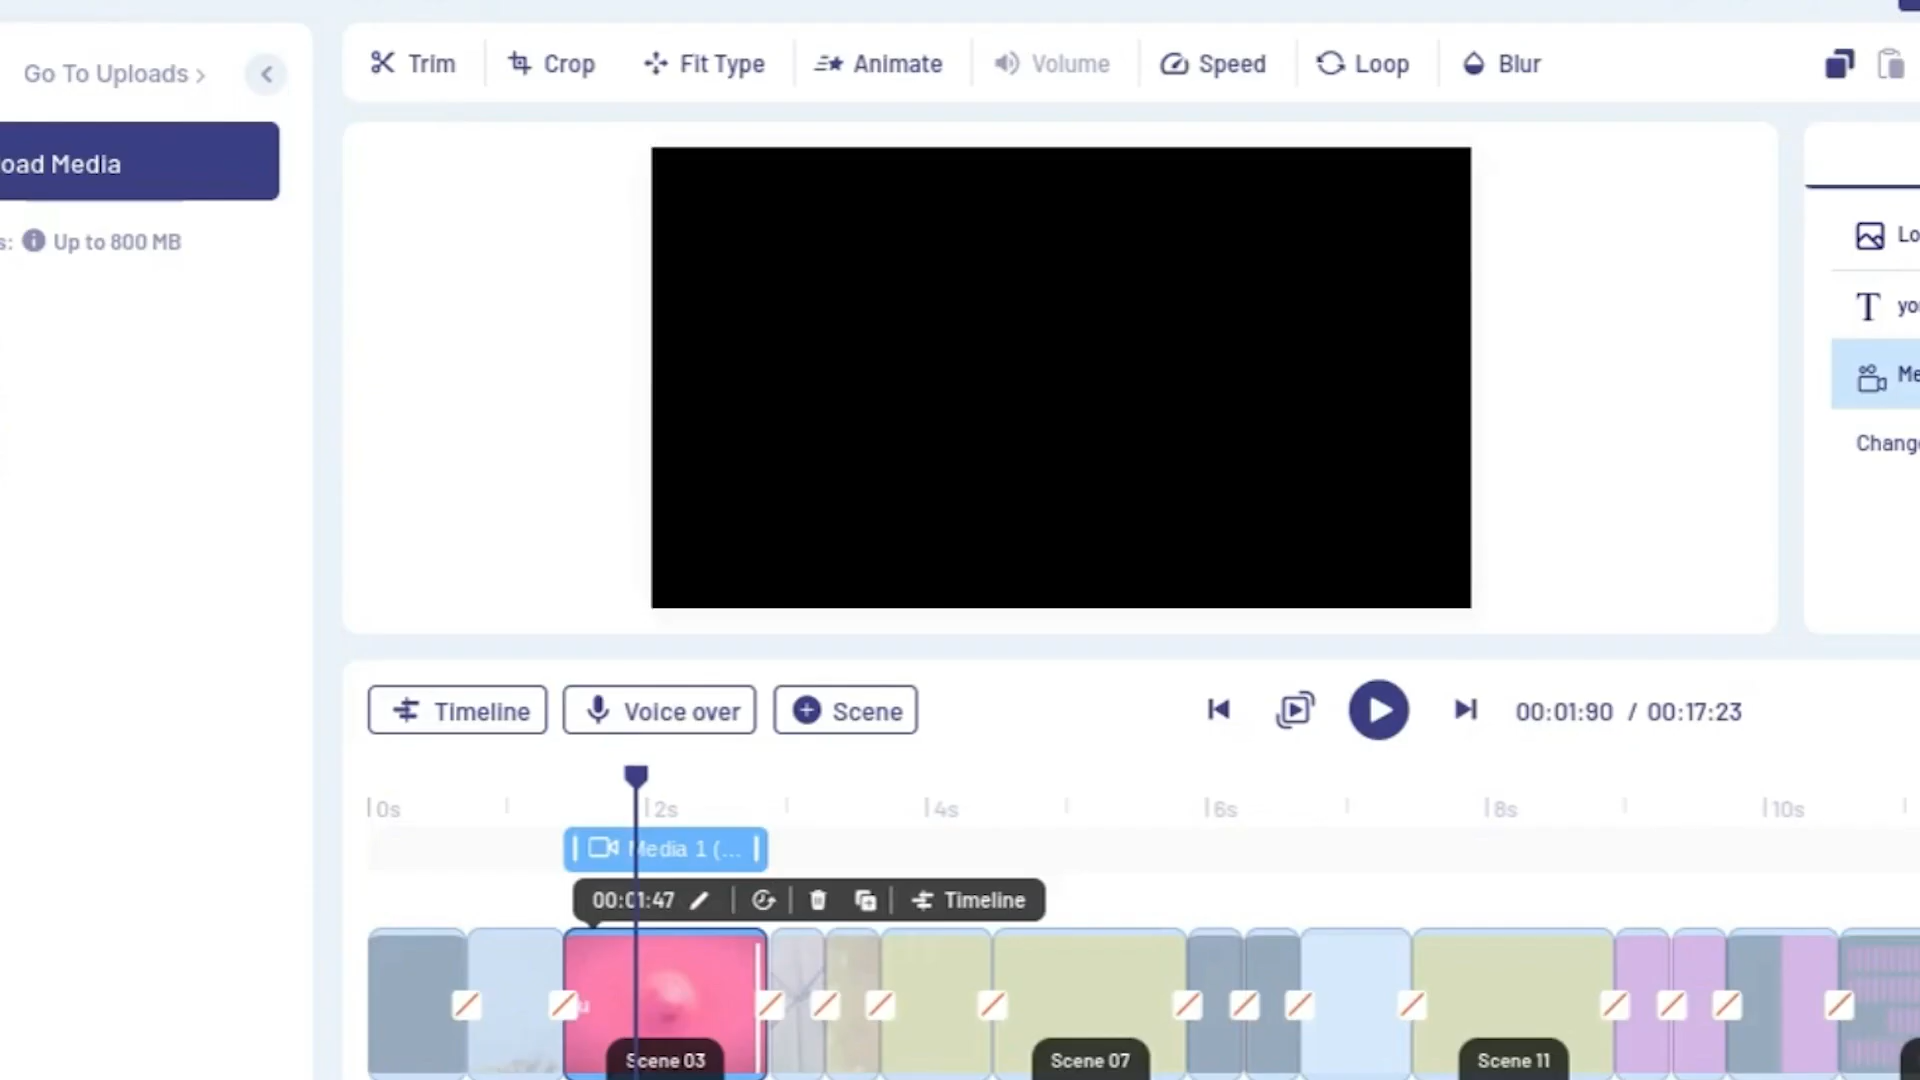 Go To Uploads >
Trim
Crop
Fit Type
Animate
Volume
Speed
Loop
Blur
oad Media
s: Up to 800 MB
Lo
yo
Me
Chang
Timeline
Voice over
Scene
00:01:90 / 00:17:23
0s
2s
4s
6s
8s
10s
Media 1 (...
00:01:47
Timeline
u
Scene 03
Scene 07
Scene 11